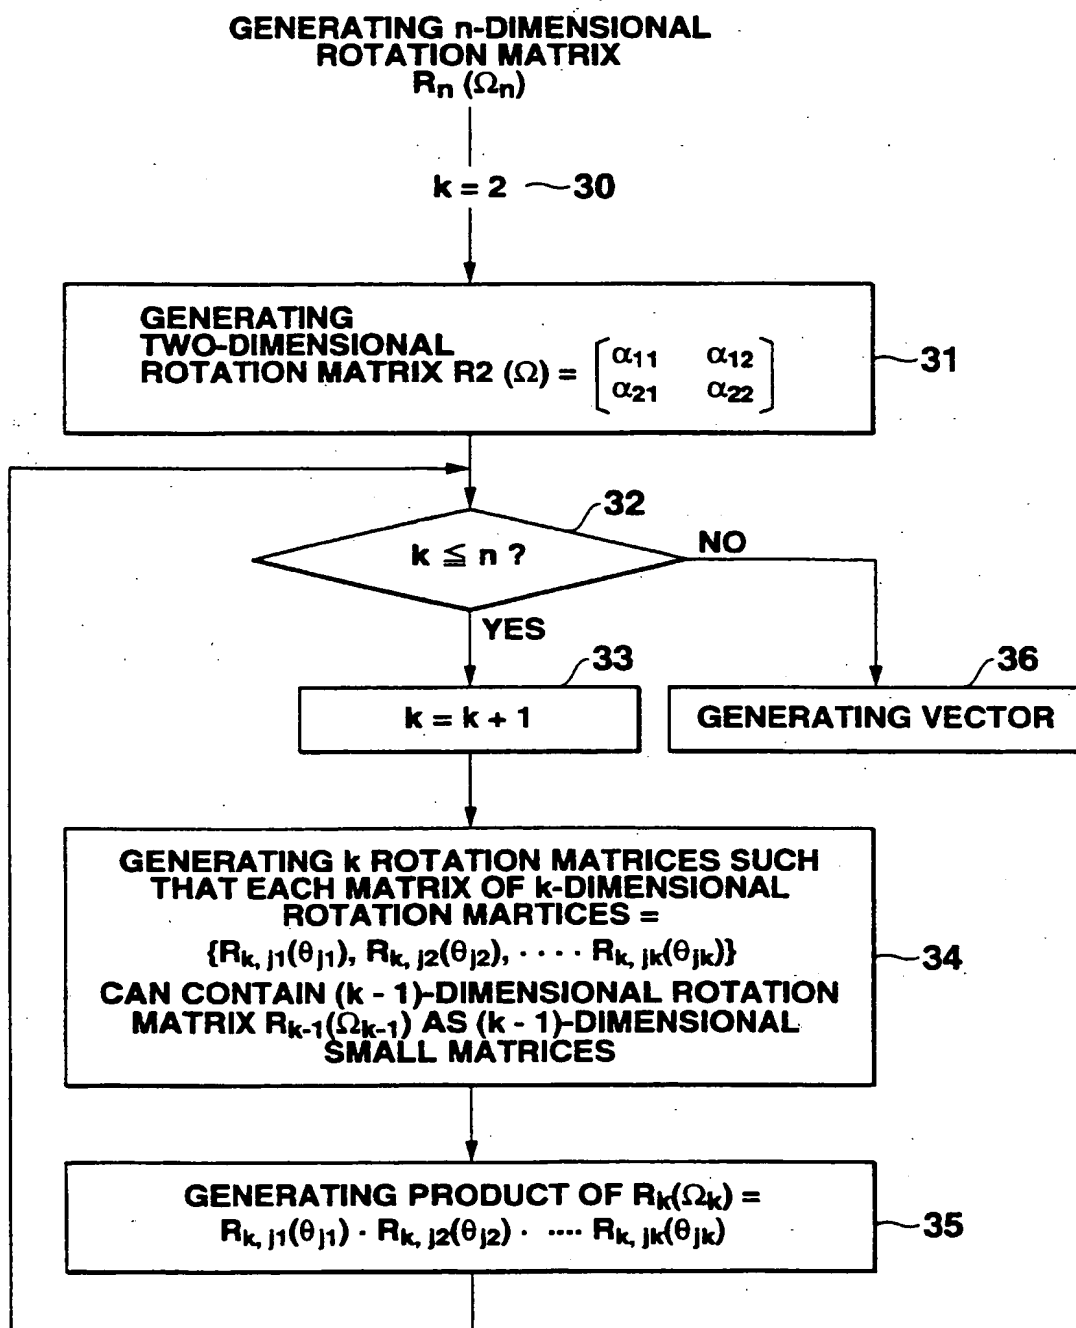 GENERATING n-DIMENSIONAL
ROTATION MATRIX
Rn (Ωn)
k = 2 30
GENERATING
TWO-DIMENSIONAL
ROTATION MATRIX R2 (Ω) = [α11 α12
α21 α22]
31
32
k ≦ n ?
NO
YES
33
36
k = k + 1
GENERATING VECTOR
GENERATING k ROTATION MATRICES SUCH
THAT EACH MATRIX OF k-DIMENSIONAL
ROTATION MARTICES =
{Rk, j1(θj1), Rk, j2(θj2), · · · · Rk, jk(θjk)}
CAN CONTAIN (k - 1)-DIMENSIONAL ROTATION
MATRIX Rk-1(Ωk-1) AS (k - 1)-DIMENSIONAL
SMALL MATRICES
34
GENERATING PRODUCT OF Rk(Ωk) =
Rk, j1(θj1) · Rk, j2(θj2) · ···· Rk, jk(θjk)
35